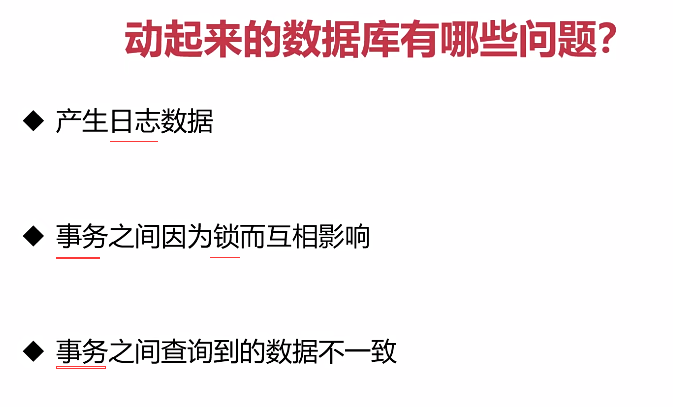 动起来的数据库有哪些问题?
◆ 产生日志数据
◆ 事务之间因为锁而互相影响
◆ 事务之间查询到的数据不一致